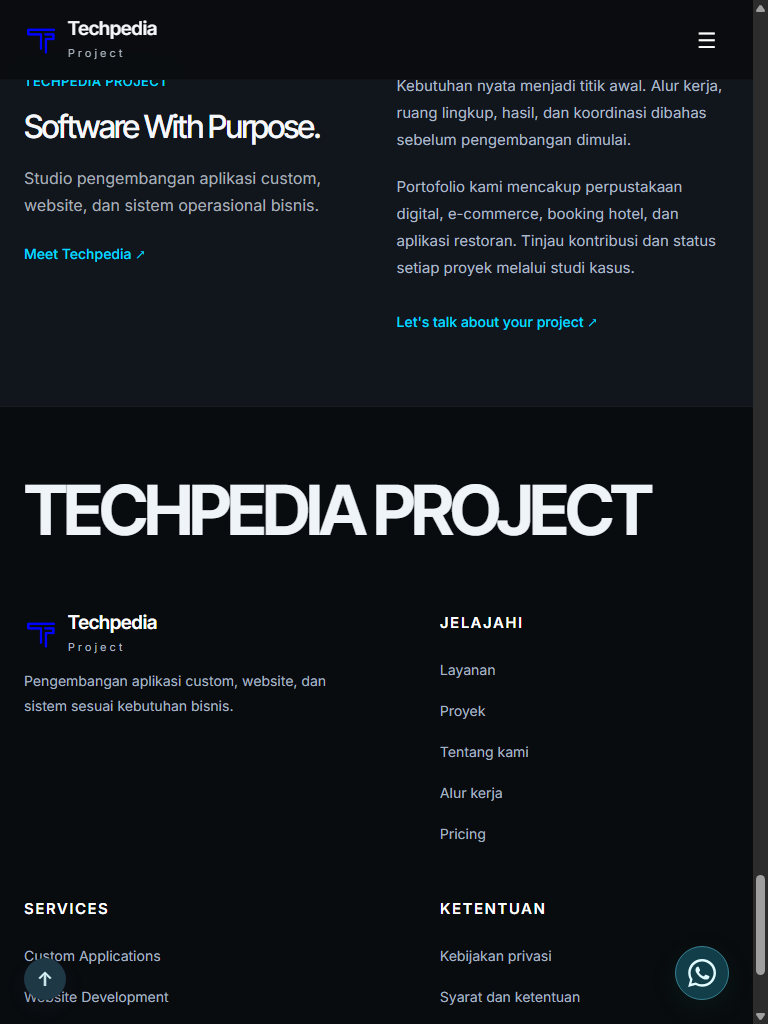 Techpedia
Project
TECHPEDIA PROJECT
Software With Purpose.
Studio pengembangan aplikasi custom,
website, dan sistem operasional bisnis.
Meet Techpedia ↗
Kebutuhan nyata menjadi titik awal. Alur kerja,
ruang lingkup, hasil, dan koordinasi dibahas
sebelum pengembangan dimulai.
Portofolio kami mencakup perpustakaan
digital, e-commerce, booking hotel, dan
aplikasi restoran. Tinjau kontribusi dan status
setiap proyek melalui studi kasus.
Let's talk about your project ↗
TECHPEDIA PROJECT
Techpedia
Project
Pengembangan aplikasi custom, website, dan
sistem sesuai kebutuhan bisnis.
JELAJAHI
Layanan
Proyek
Tentang kami
Alur kerja
Pricing
SERVICES
Custom Applications
Website Development
KETENTUAN
Kebijakan privasi
Syarat dan ketentuan